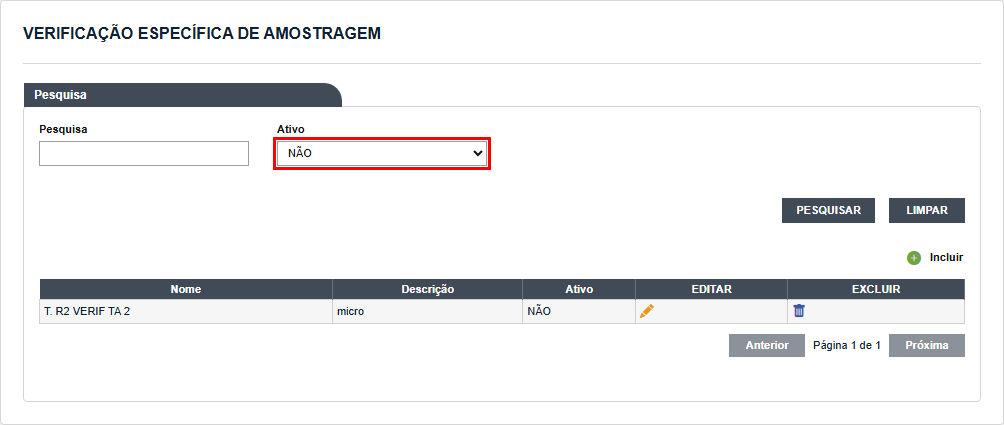 VERIFICAÇÃO ESPECÍFICA DE AMOSTRAGEM
Pesquisa
Pesquisa Ativo
NÃO
PESQUISAR LIMPAR
Incluir
Nome Descrição Ativo EDITAR EXCLUIR
T. R2 VERIF TA 2 micro NÃO
Anterior Página 1 de 1 Próxima